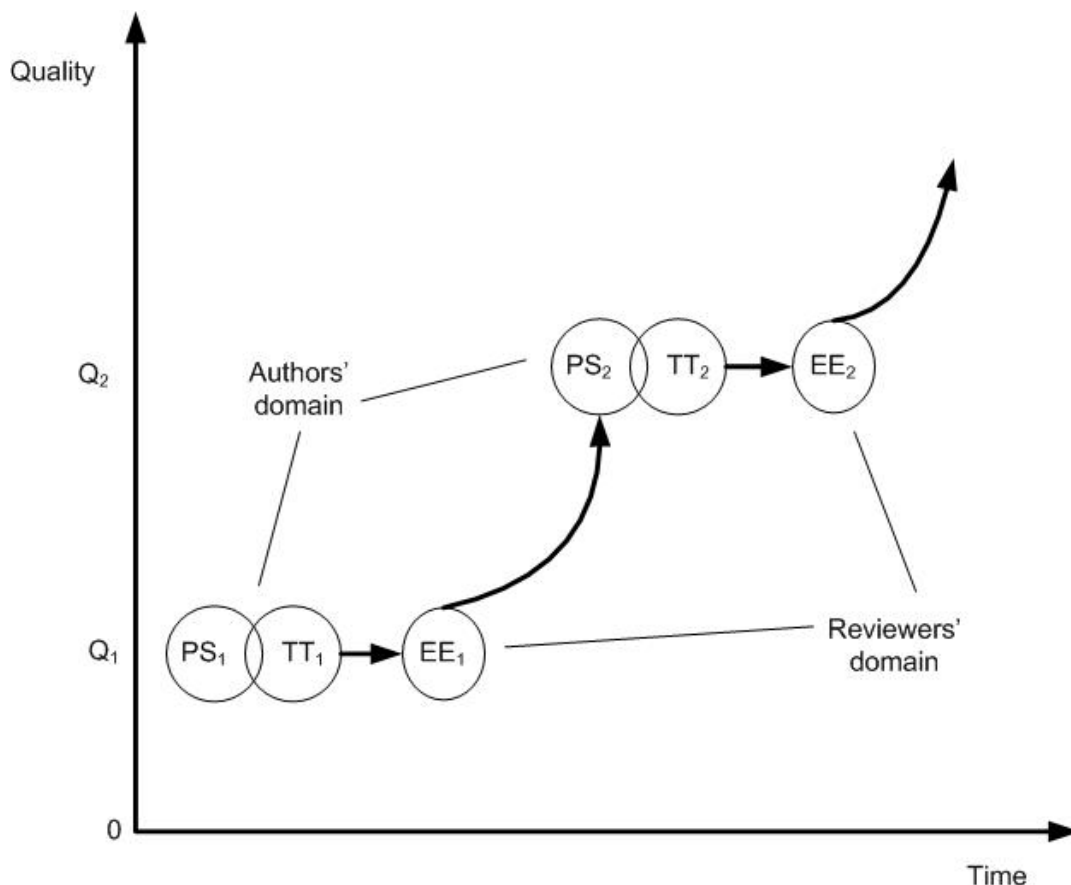 Quality
PS₂
TT₂
EE₂
Q₂
Authors'
domain
PS₁
TT₁
EE₁
Q₁
Reviewers'
domain
0
Time